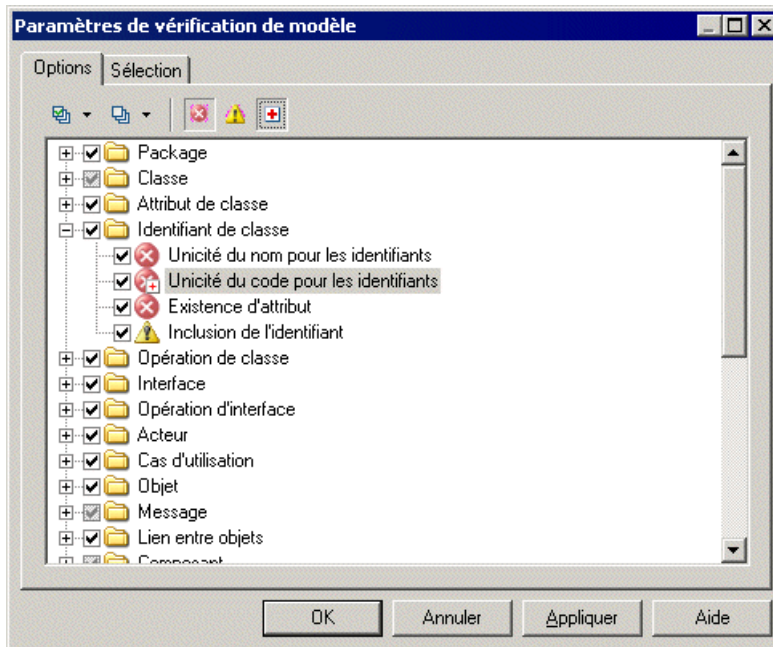 Paramètres de vérification de modèle
Options
Sélection
Package
Classe
Attribut de classe
Identifiant de classe
Unicité du nom pour les identifiants
Unicité du code pour les identifiants
Existence d'attribut
Inclusion de l'identifiant
Opération de classe
Interface
Opération d'interface
Acteur
Cas d'utilisation
Objet
Message
Lien entre objets
Composant
OK
Annuler
Appliquer
Aide